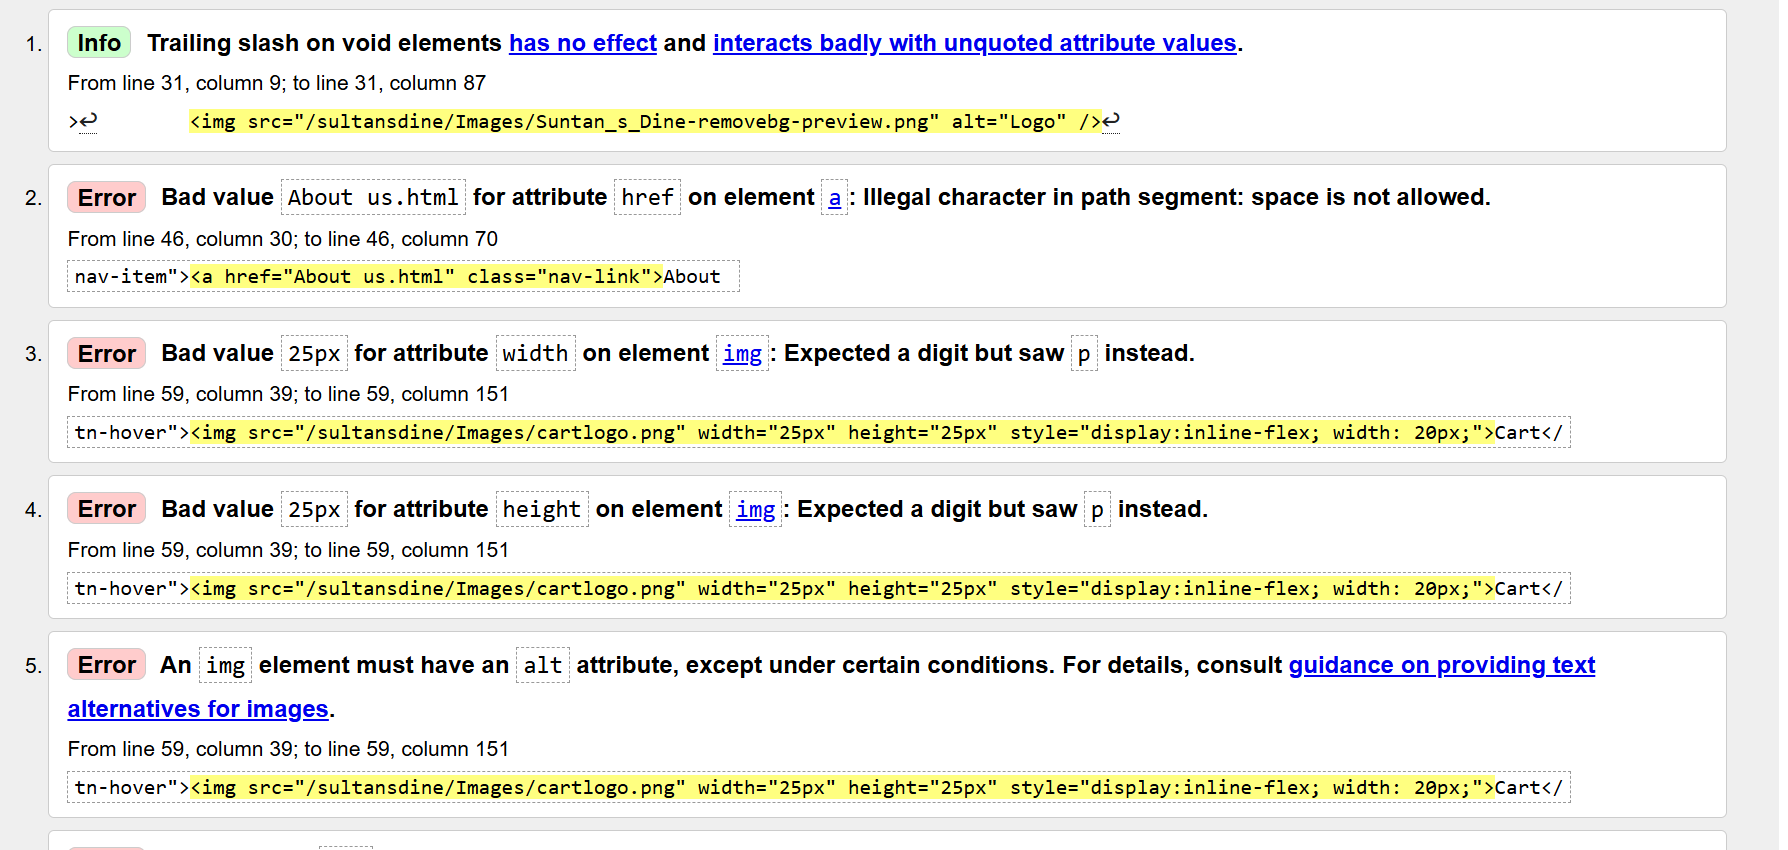 1. Info Trailing slash on void elements has no effect and interacts badly with unquoted attribute values.
From line 31, column 9; to line 31, column 87
>↩ <img src="/sultansdine/Images/Suntan_s_Dine-removebg-preview.png" alt="Logo" />↩
2. Error Bad value About us.html for attribute href on element a: Illegal character in path segment: space is not allowed.
From line 46, column 30; to line 46, column 70
nav-item"><a href="About us.html" class="nav-link">About
3. Error Bad value 25px for attribute width on element img: Expected a digit but saw p instead.
From line 59, column 39; to line 59, column 151
tn-hover"><img src="/sultansdine/Images/cartlogo.png" width="25px" height="25px" style="display:inline-flex; width: 20px;">Cart</
4. Error Bad value 25px for attribute height on element img: Expected a digit but saw p instead.
From line 59, column 39; to line 59, column 151
tn-hover"><img src="/sultansdine/Images/cartlogo.png" width="25px" height="25px" style="display:inline-flex; width: 20px;">Cart</
5. Error An img element must have an alt attribute, except under certain conditions. For details, consult guidance on providing text
alternatives for images.
From line 59, column 39; to line 59, column 151
tn-hover"><img src="/sultansdine/Images/cartlogo.png" width="25px" height="25px" style="display:inline-flex; width: 20px;">Cart</